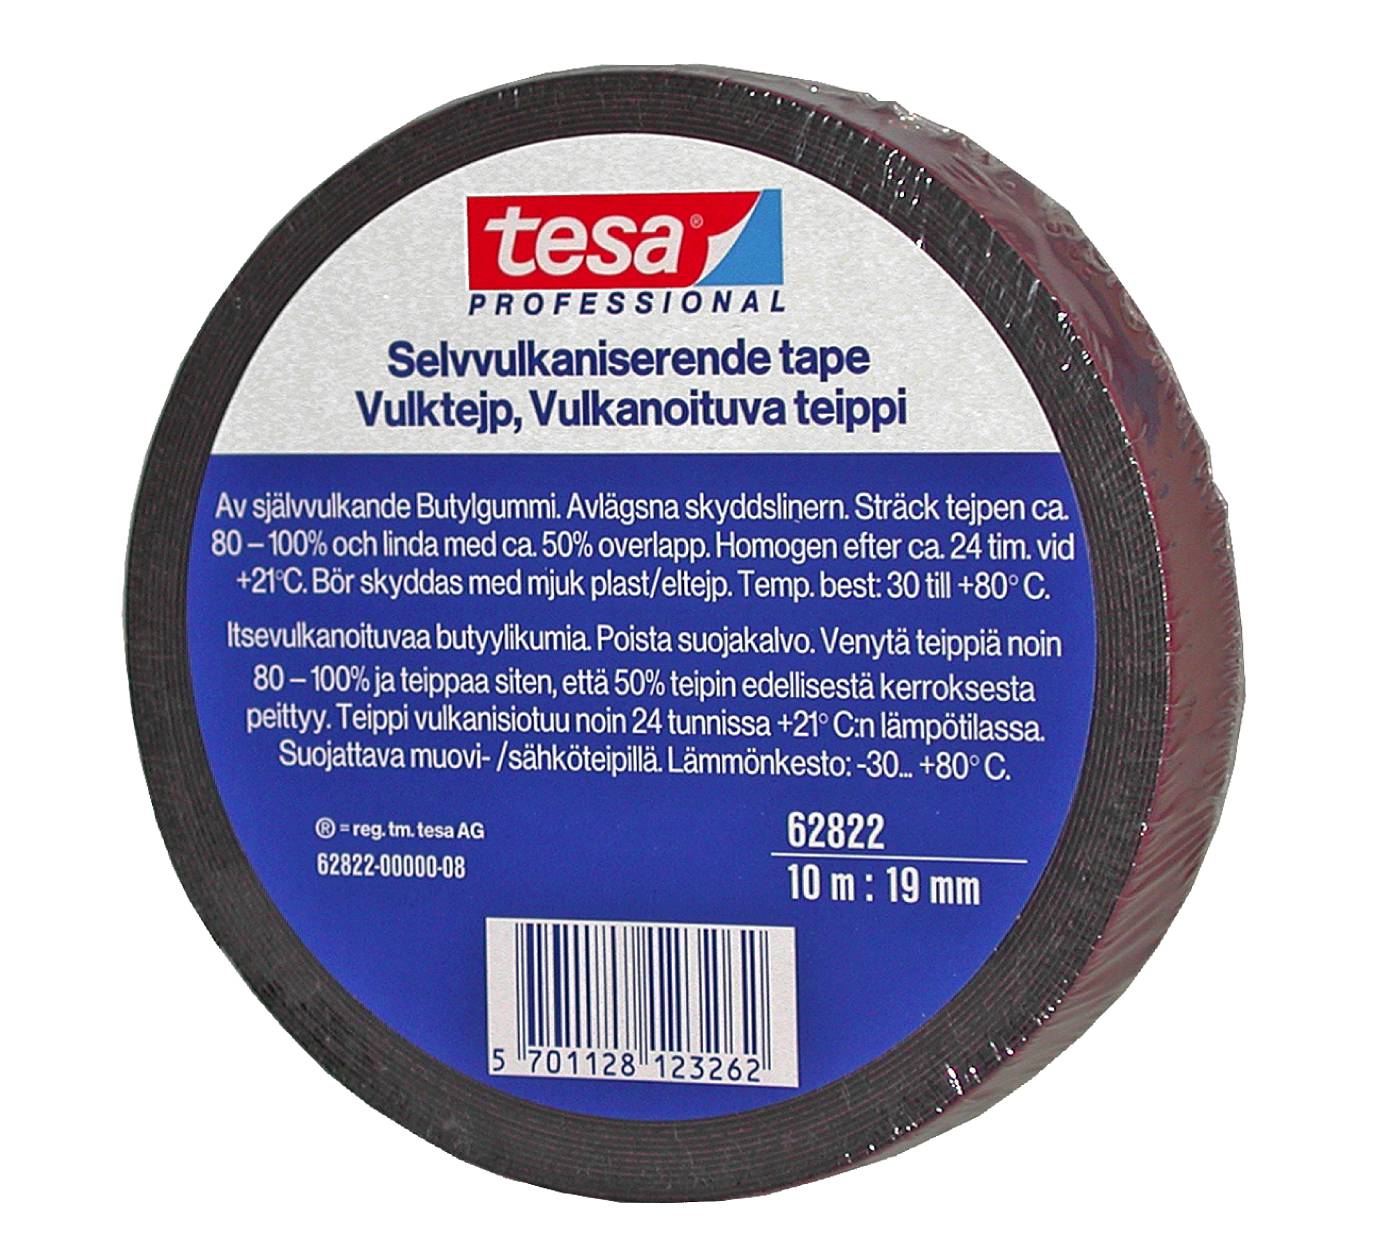 tesa®
PROFESSIONAL
Selvvulkaniserende tape
Vulktejp, Vulkanoituva teippi
Av självvulkande Butylgummi. Avlägsna skyddslinern. Sträck tejpen ca.
80 – 100% och linda med ca. 50% overlapp. Homogen efter ca. 24 tim. vid
+21°C. Bör skyddas med mjuk plast/eltejp. Temp. best: 30 till +80° C.
Itsevulkanoituvaa butyylikumia. Poista suojakalvo. Venytä teippiä noin
80 – 100% ja teippaa siten, että 50% teipin edellisestä kerroksesta
peittyy. Teippi vulkanisiotuu noin 24 tunnissa +21° C:n lämpötilassa.
Suojattava muovi- /sähköteipillä. Lämmönkesto: -30... +80° C.
® = reg. tm. tesa AG
62822-00000-08
62822
10 m : 19 mm
5 701128 123262